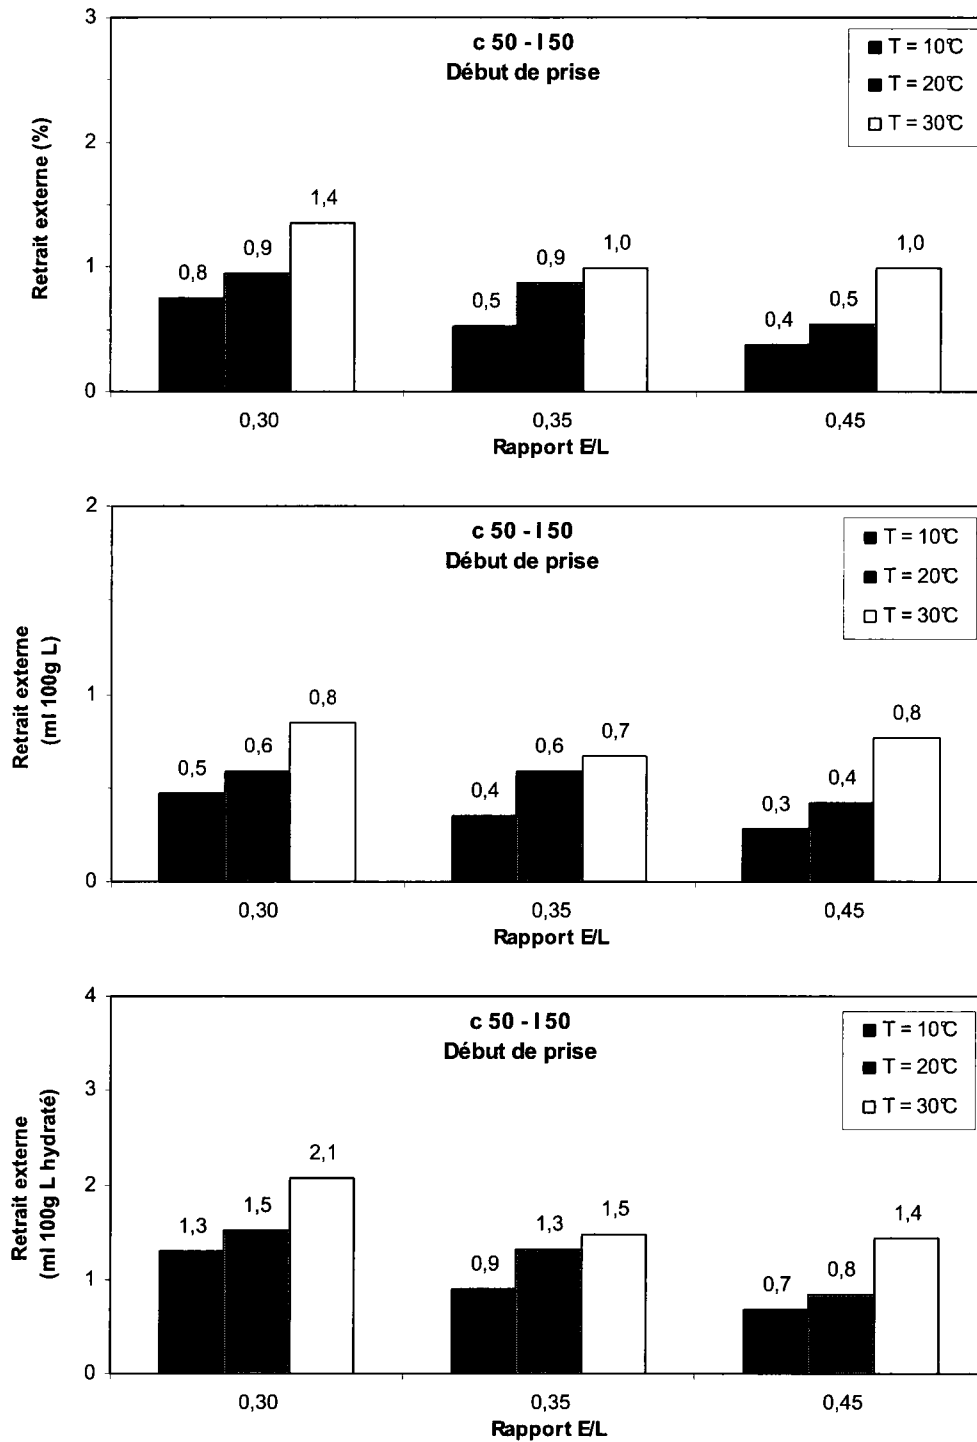 c 50 - l 50
Début de prise
T = 10°C
T = 20°C
T = 30°C
Retrait externe (%)
3
2
1
0
0,8
0,9
1,4
0,5
0,9
1,0
0,4
0,5
1,0
0,30
0,35
0,45
Rapport E/L
c 50 - l 50
Début de prise
T = 10°C
T = 20°C
T = 30°C
Retrait externe
(ml 100g L)
2
1
0
0,5
0,6
0,8
0,4
0,6
0,7
0,3
0,4
0,8
0,30
0,35
0,45
Rapport E/L
c 50 - l 50
Début de prise
T = 10°C
T = 20°C
T = 30°C
Retrait externe
(ml 100g L hydraté)
4
3
2
1
0
1,3
1,5
2,1
0,9
1,3
1,5
0,7
0,8
1,4
0,30
0,35
0,45
Rapport E/L